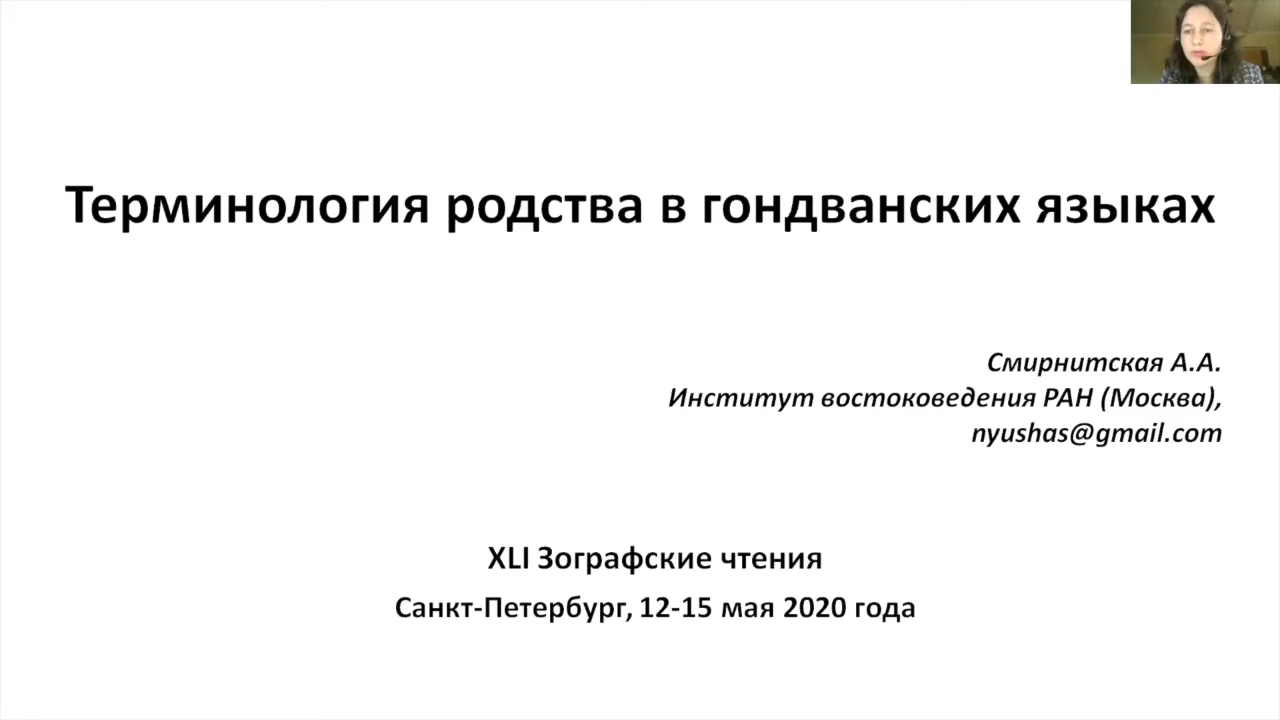 Терминология родства в гондванских языках
Смирнитская А.А.
Институт востоковедения РАН (Москва),
nyushas@gmail.com
XLI Зографские чтения
Санкт-Петербург, 12-15 мая 2020 года